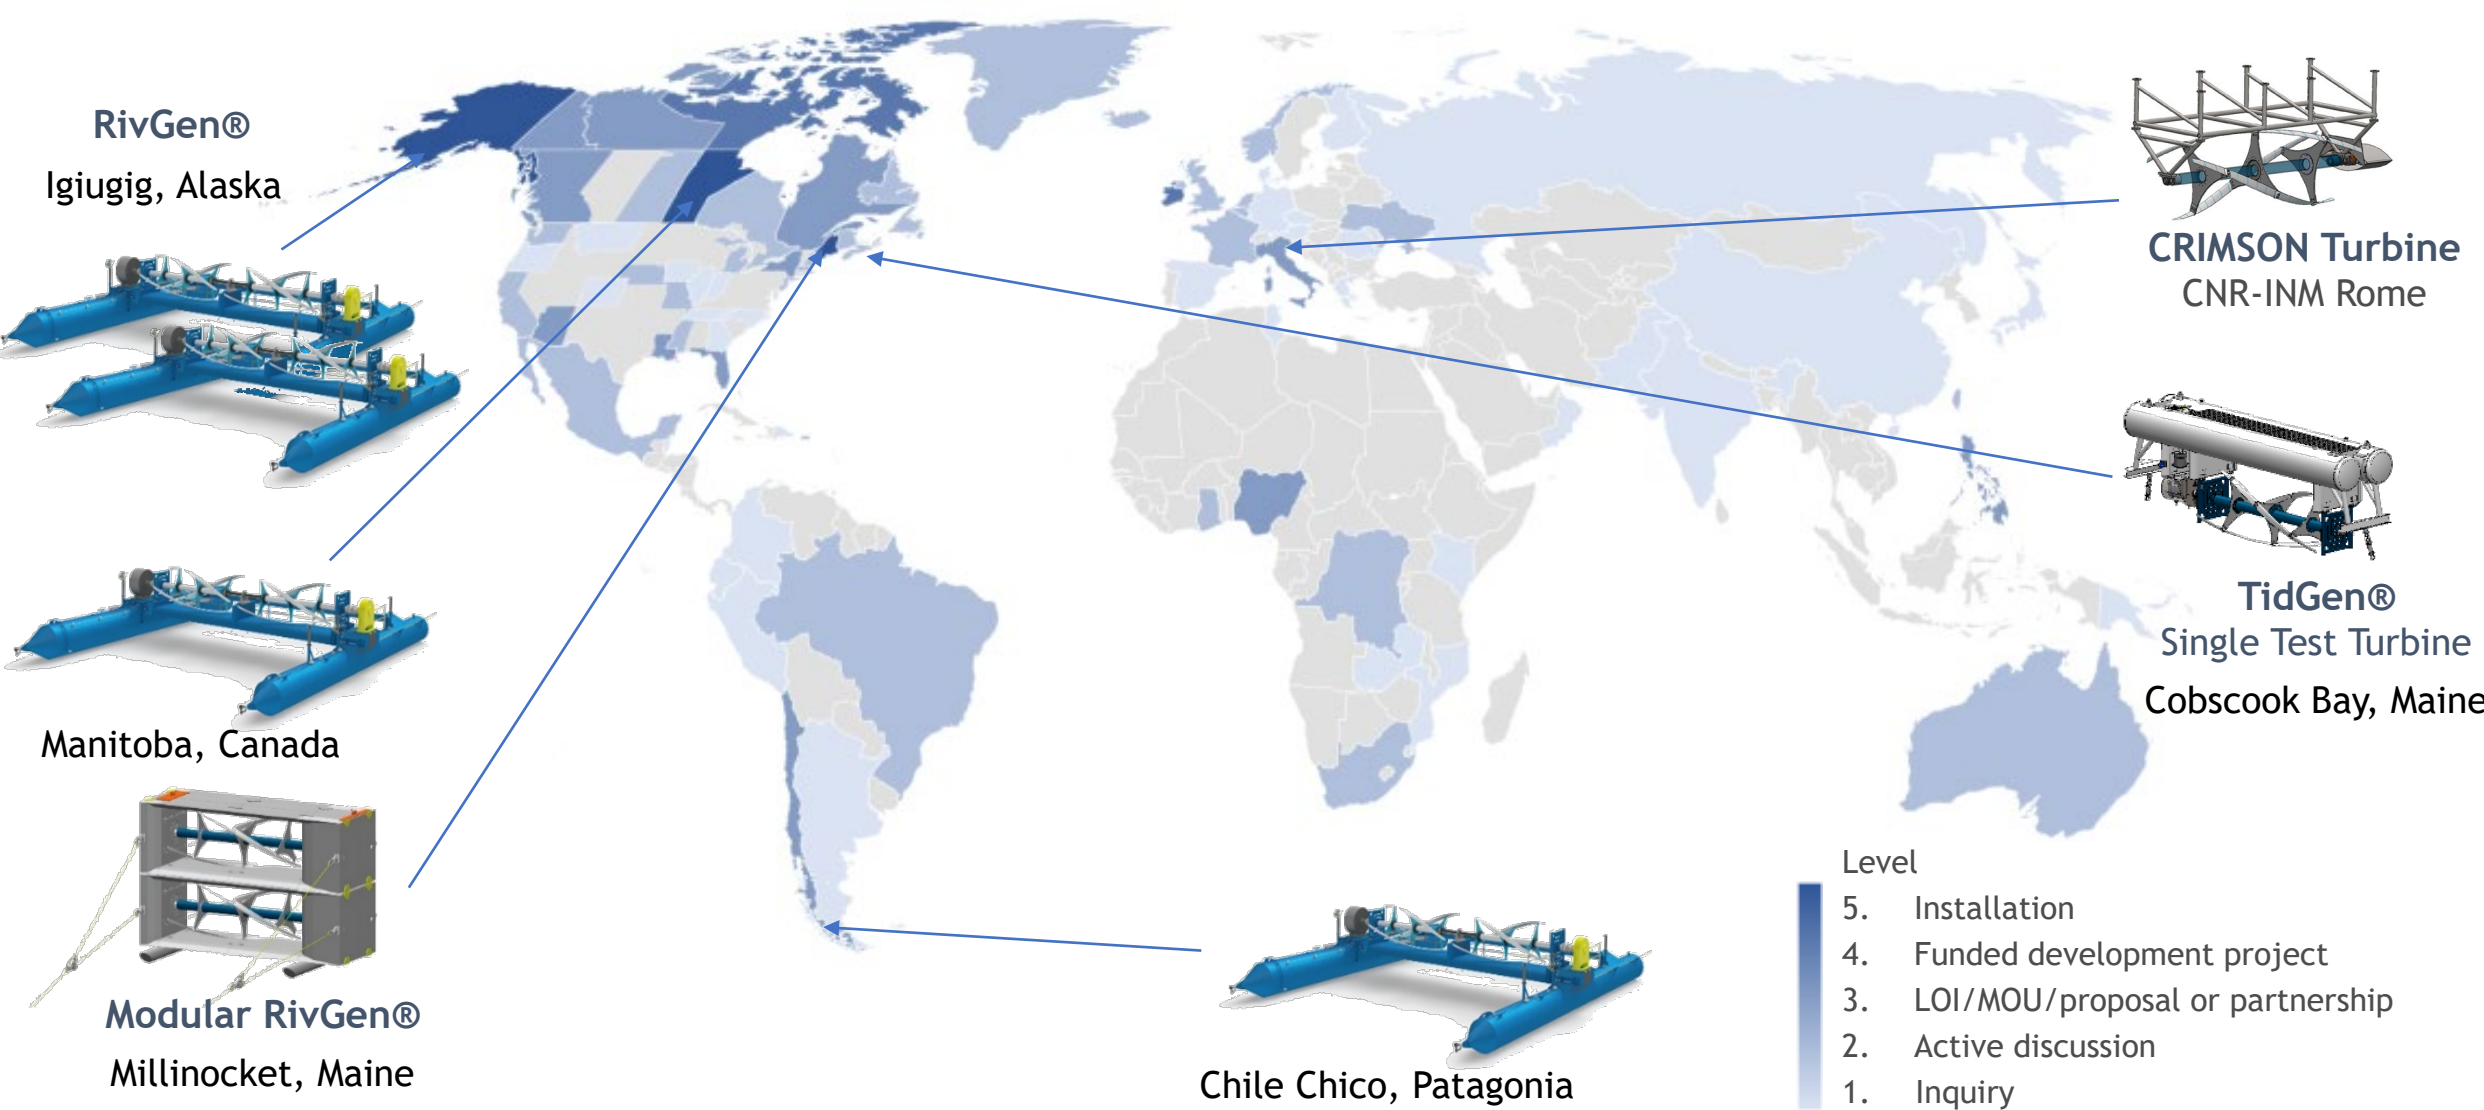 RivGen®
Igiugig, Alaska
Manitoba, Canada
Modular RivGen®
Millinocket, Maine
Chile Chico, Patagonia
CRIMSON Turbine
CNR-INM Rome
TidGen®
Single Test Turbine
Cobscook Bay, Maine
Level
5. Installation
4. Funded development project
3. LOI/MOU/proposal or partnership
2. Active discussion
1. Inquiry